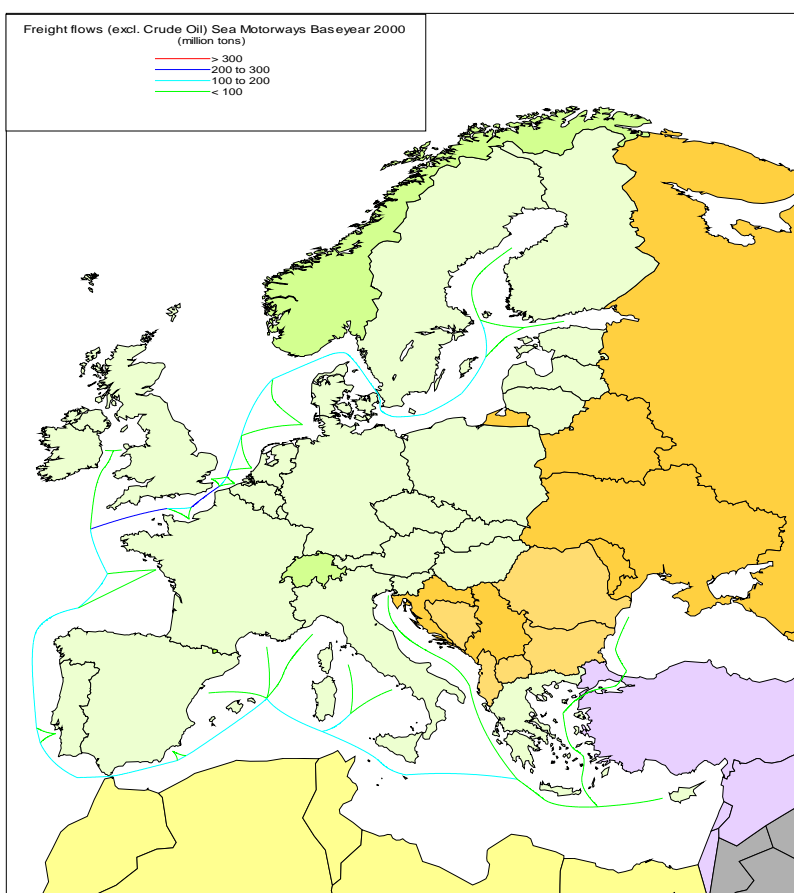 Freight flows (excl. Crude Oil) Sea Motorways Baseyear 2000
(million tons)
> 300
200 to 300
100 to 200
< 100